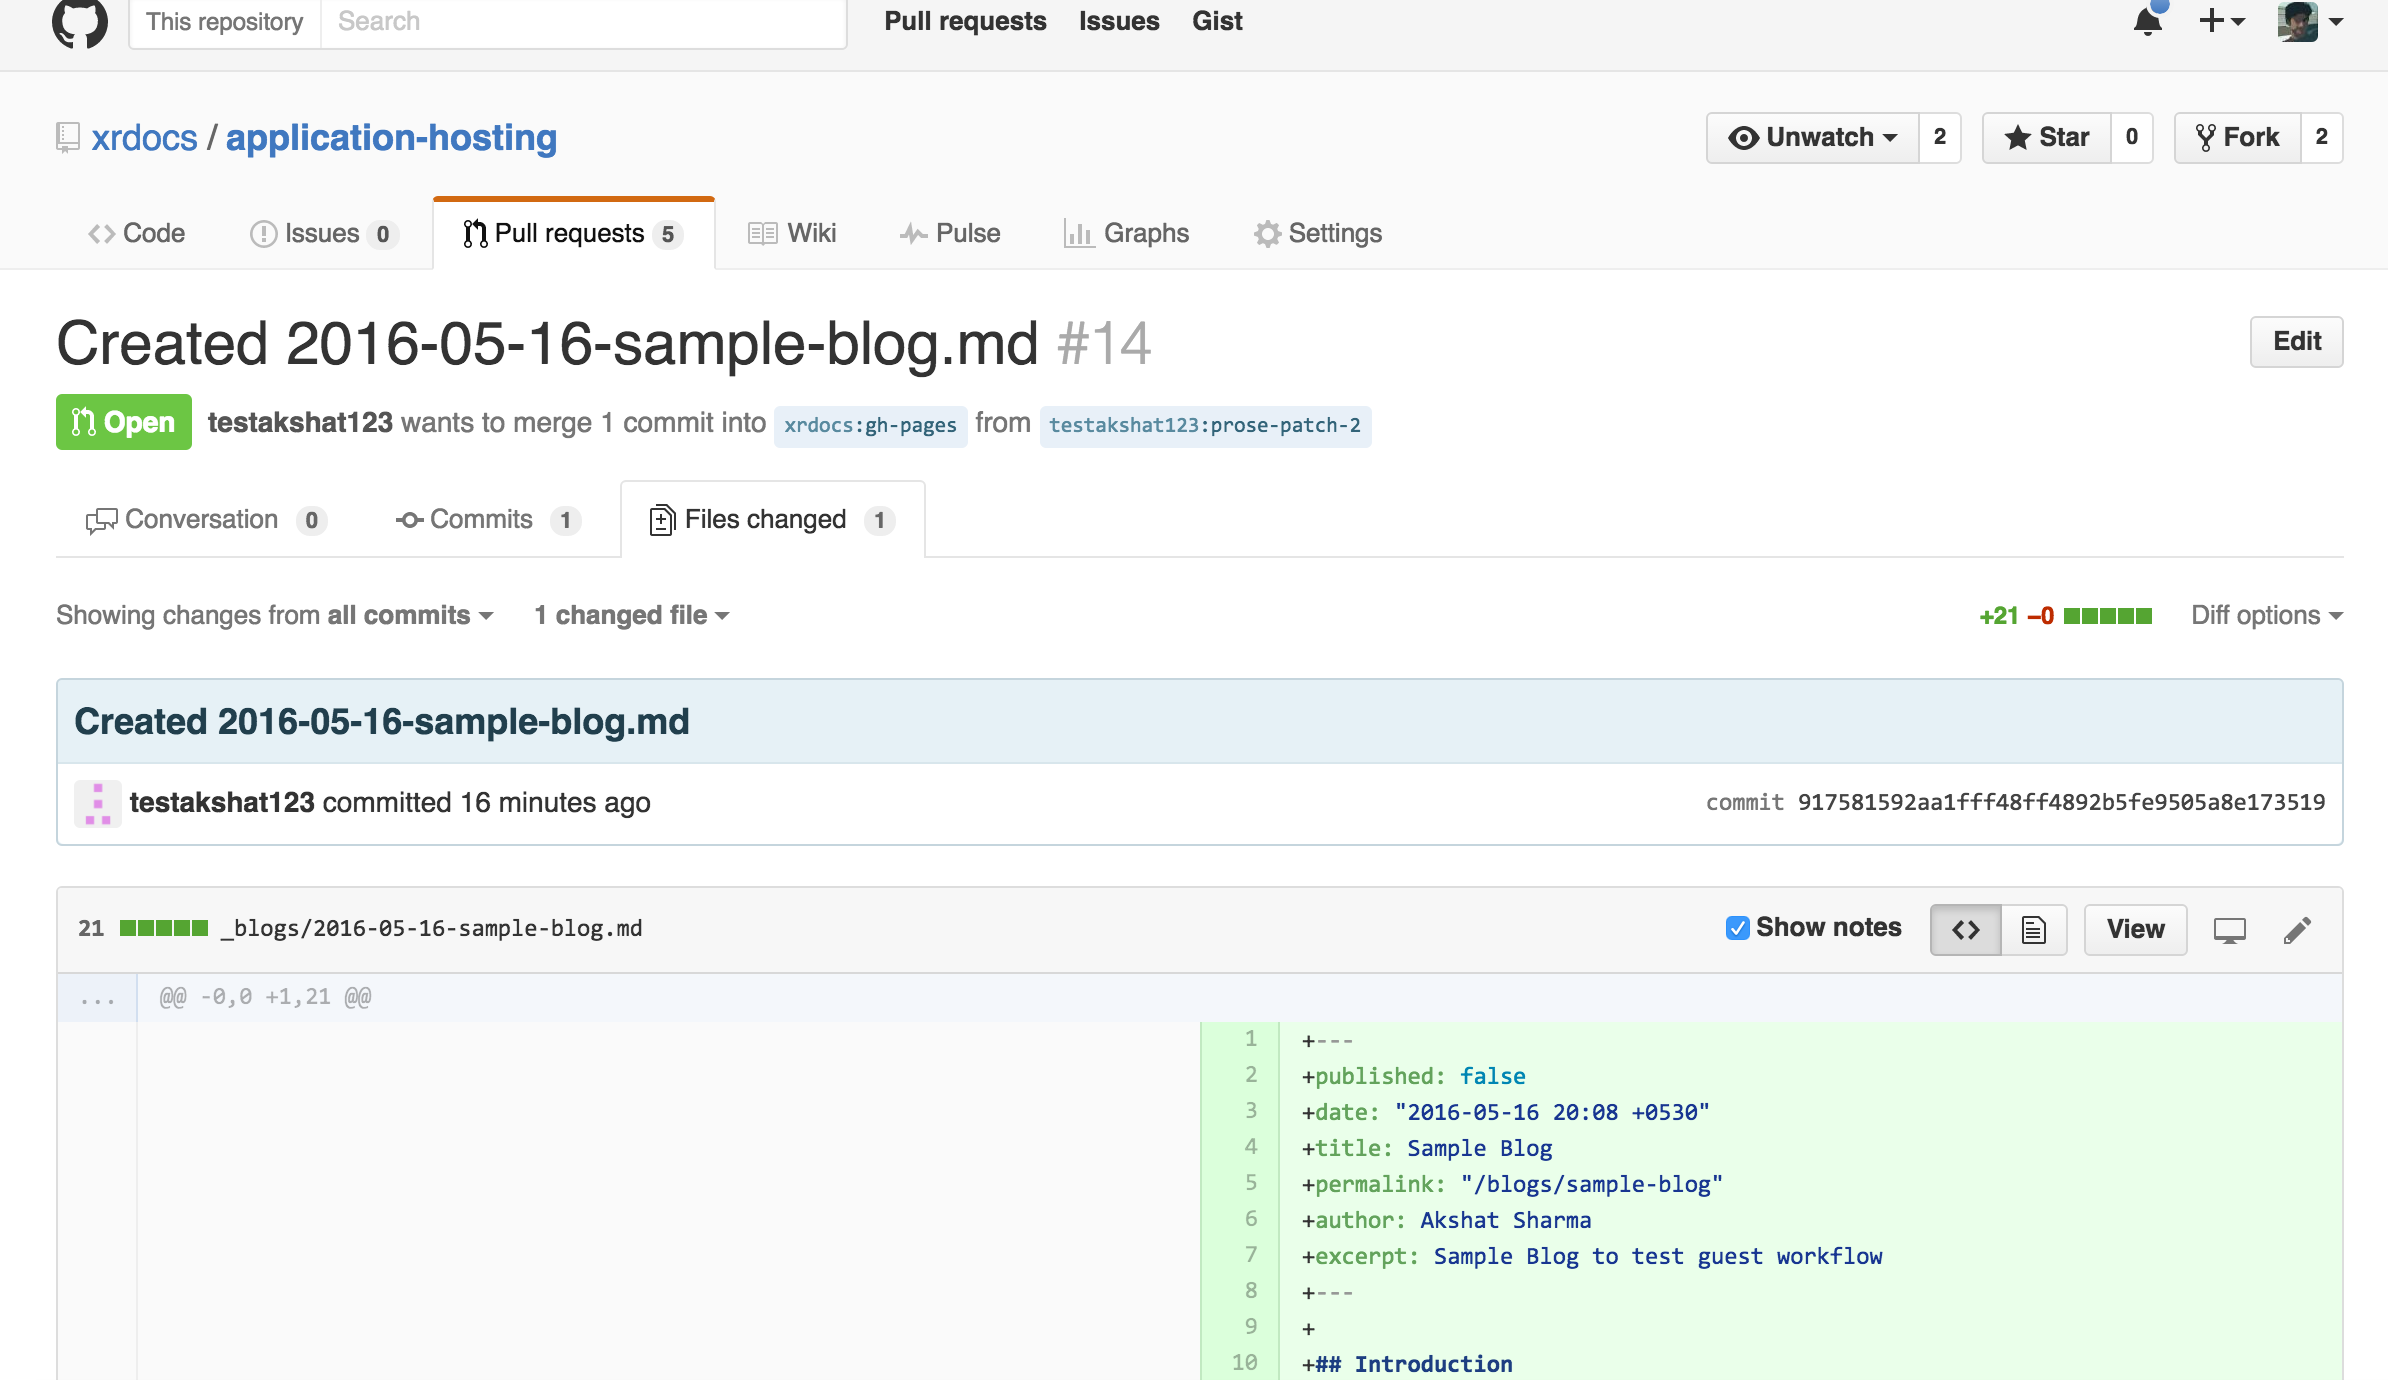 This repository Search Pull requests Issues Gist
xrdocs / application-hosting Unwatch 2 Star 0 Fork 2
Code Issues 0 Pull requests 5 Wiki Pulse Graphs Settings
Created 2016-05-16-sample-blog.md #14 Edit
Open testakshat123 wants to merge 1 commit into xrdocs:gh-pages from testakshat123:prose-patch-2
Conversation 0 Commits 1 Files changed 1
Showing changes from all commits 1 changed file +21 −0 Diff options
Created 2016-05-16-sample-blog.md
testakshat123 committed 16 minutes ago commit 917581592aa1fff48ff4892b5fe9505a8e173519
21 _blogs/2016-05-16-sample-blog.md Show notes <> View
... @@ -0,0 +1,21 @@
1 +---
2 +published: false
3 +date: "2016-05-16 20:08 +0530"
4 +title: Sample Blog
5 +permalink: "/blogs/sample-blog"
6 +author: Akshat Sharma
7 +excerpt: Sample Blog to test guest workflow
8 +---
9 +
10 +## Introduction